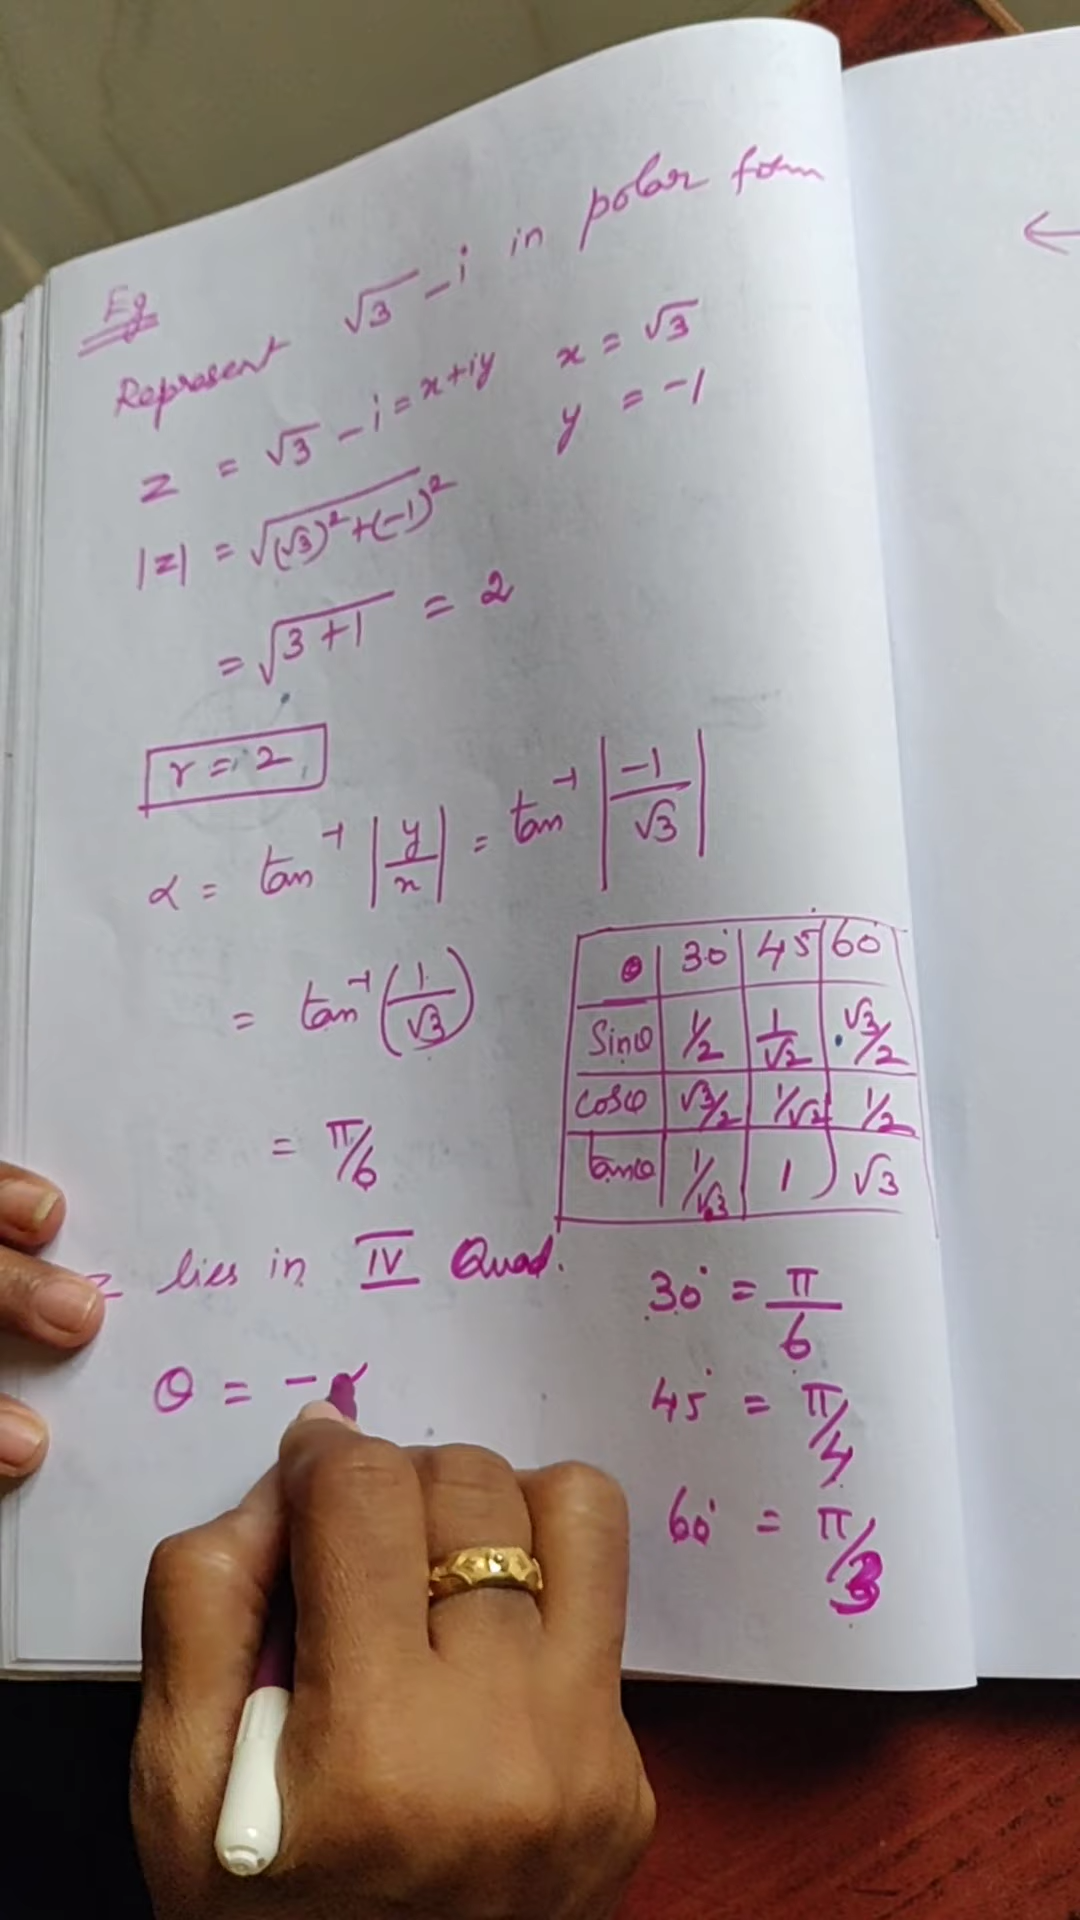 Eg
Represent √3 - i in polar form
z = √3 - i = x+iy x = √3
y = -1
|z| = √(√3)² + (-1)²
= √3+1 = 2
r = 2
α = tan⁻¹ |y/x| = tan⁻¹ |-1/√3|
= tan⁻¹ (1/√3)
= π/6
θ 30° 45° 60°
Sinθ 1/2 1/√2 √3/2
cosθ √3/2 1/√2 1/2
tanθ 1/√3 1 √3
z lies in IV Quad.
θ = -α
30° = π/6
45° = π/4
60° = π/3
←